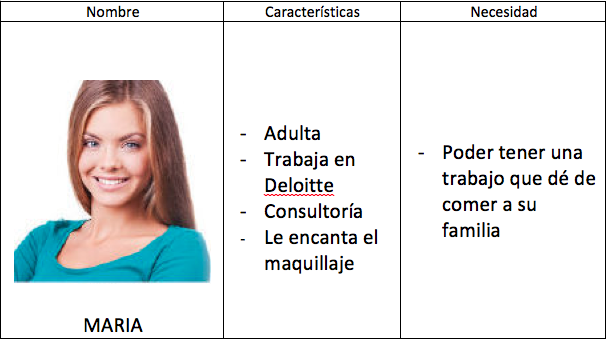 Nombre
Características
Necesidad
MARIA
- Adulta
- Trabaja en
Deloitte
- Consultoría
- Le encanta el
maquillaje
- Poder tener una
trabajo que dé de
comer a su
familia